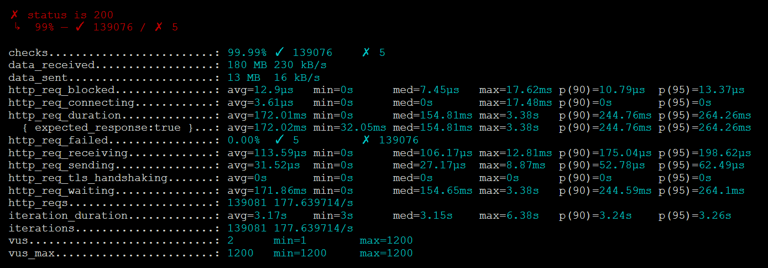 ✗ status is 200
↳ 99% — ✓ 139076 / ✗ 5
checks.........................: 99.99% ✓ 139076 ✗ 5
data_received..................: 180 MB 230 kB/s
data_sent......................: 13 MB 16 kB/s
http_req_blocked...............: avg=12.9µs min=0s med=7.45µs max=17.62ms p(90)=10.79µs p(95)=13.37µs
http_req_connecting............: avg=3.61µs min=0s med=0s max=17.48ms p(90)=0s p(95)=0s
http_req_duration..............: avg=172.01ms min=0s med=154.81ms max=3.38s p(90)=244.76ms p(95)=264.26ms
{ expected_response:true }...: avg=172.02ms min=32.05ms med=154.81ms max=3.38s p(90)=244.76ms p(95)=264.26ms
http_req_failed................: 0.00% ✓ 5 ✗ 139076
http_req_receiving.............: avg=113.59µs min=0s med=106.17µs max=12.81ms p(90)=175.04µs p(95)=198.62µs
http_req_sending...............: avg=31.52µs min=0s med=27.17µs max=8.87ms p(90)=52.78µs p(95)=62.49µs
http_req_tls_handshaking.......: avg=0s min=0s med=0s max=0s p(90)=0s p(95)=0s
http_req_waiting...............: avg=171.86ms min=0s med=154.65ms max=3.38s p(90)=244.59ms p(95)=264.1ms
http_reqs......................: 139081 177.639714/s
iteration_duration.............: avg=3.17s min=3s med=3.15s max=6.38s p(90)=3.24s p(95)=3.26s
iterations.....................: 139081 177.639714/s
vus............................: 2 min=1 max=1200
vus_max........................: 1200 min=1200 max=1200